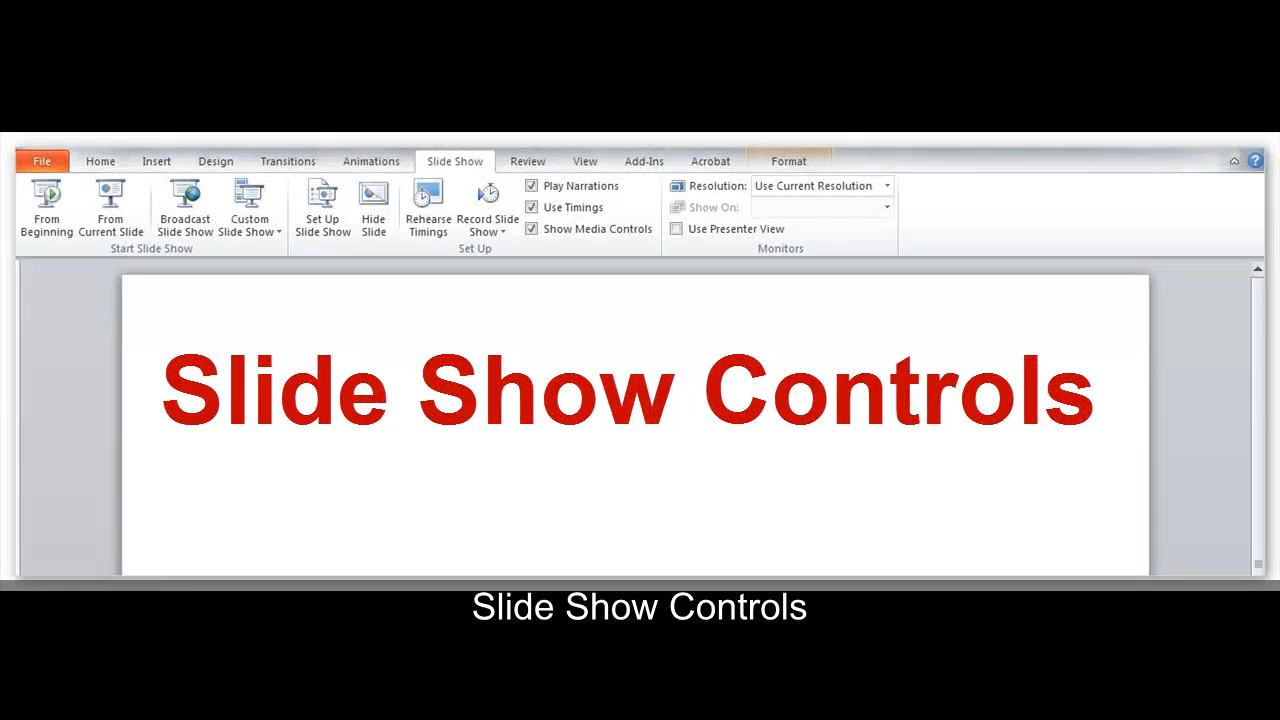 File Home Insert Design Transitions Animations Slide Show Review View Add-Ins Acrobat Format
From Beginning
From Current Slide
Broadcast Slide Show
Custom Slide Show
Start Slide Show
Set Up Slide Show
Hide Slide
Rehearse Timings
Record Slide Show
Play Narrations
Use Timings
Show Media Controls
Set Up
Resolution: Use Current Resolution
Show On:
Use Presenter View
Monitors
Slide Show Controls
Slide Show Controls